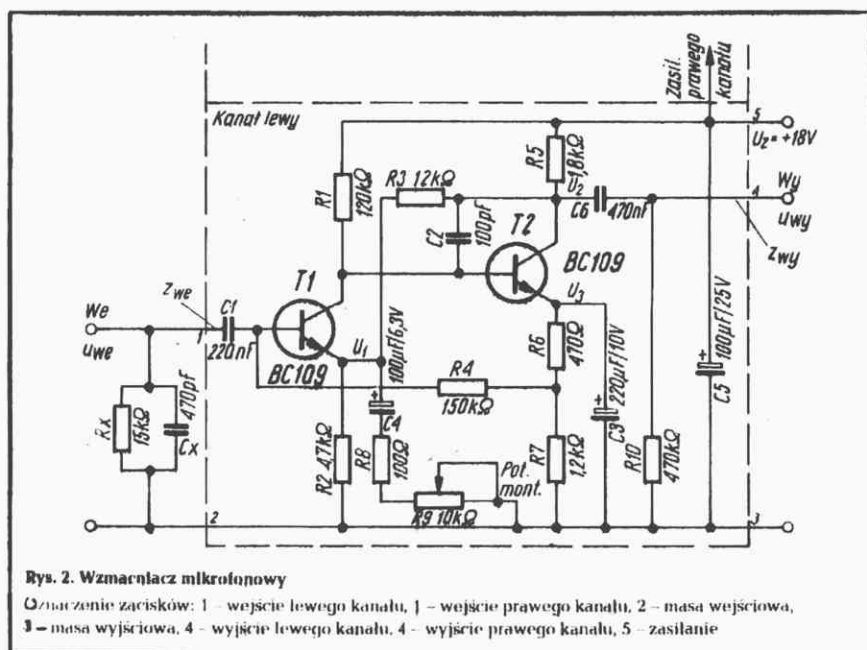 Zasil.
prawego
kanału
Kanał lewy
5
U₂=+18V
R1
120kΩ
R3 12kΩ
R5
1,8kΩ
U₂
C6
470nF
4
Wy
uwy
zwy
C2
100pF
T2
BC109
U₃
T1
zwe
C1
220nF
We
uwe
1
BC109
U₁
100µF/6,3V
C4
R4
150kΩ
R6
470Ω
220µF/10V
C3
100µF/25V
C5
Rx
15kΩ
470pF
Cx
R2 4,7kΩ
R8
100Ω
R9 10kΩ
Pot.
mont.
R7
1,2kΩ
R10
470kΩ
2
3
Rys. 2. Wzmacniacz mikrofonowy
Oznaczenie zacisków: 1 – wejście lewego kanału, 1 – wejście prawego kanału, 2 – masa wejściowa,
3 – masa wyjściowa, 4 – wyjście lewego kanału, 4 – wyjście prawego kanału, 5 – zasilanie